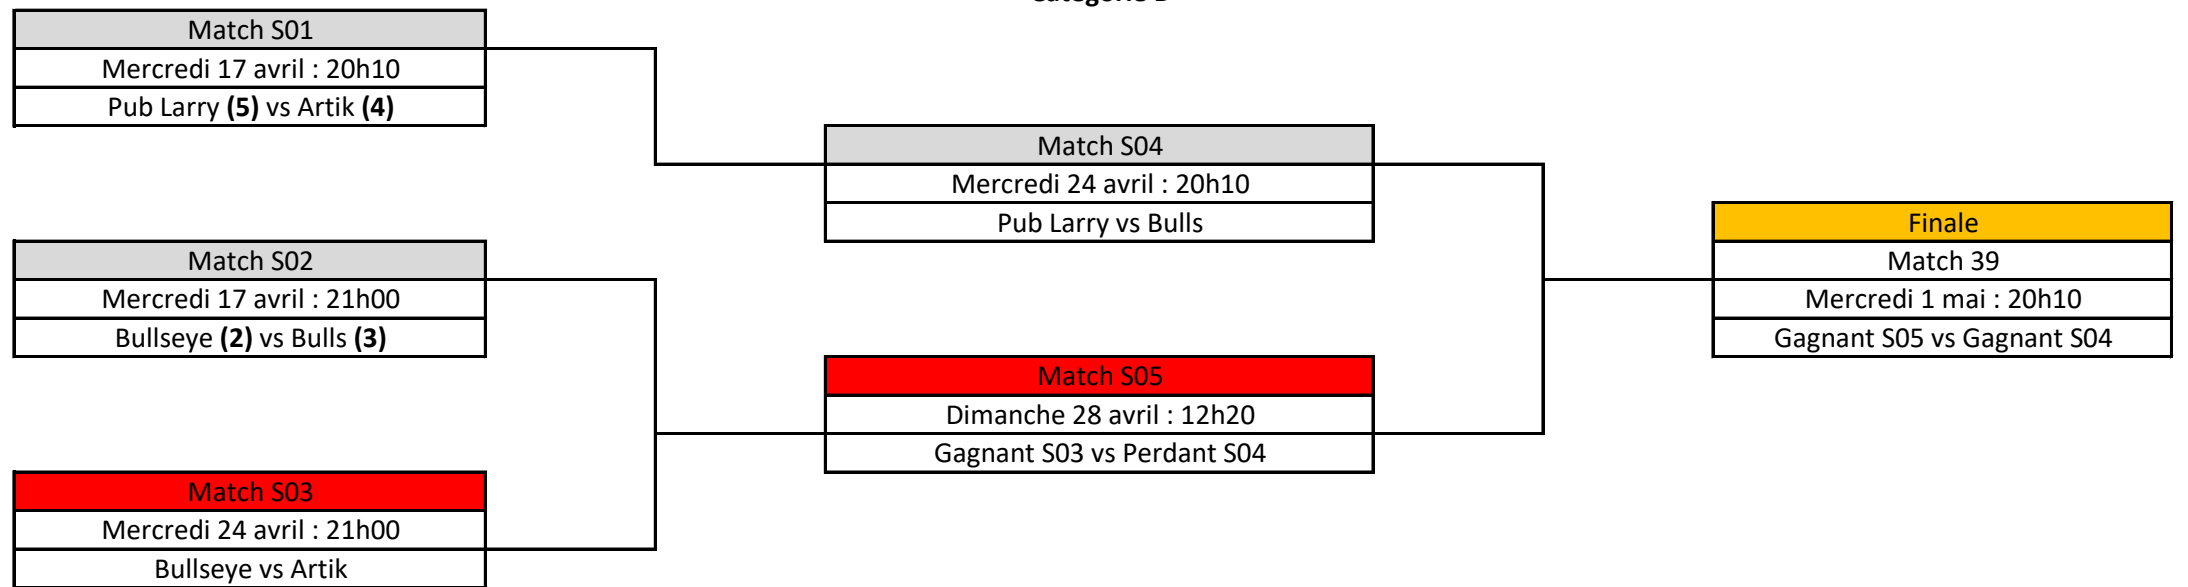 Match S01
Mercredi 17 avril : 20h10
Pub Larry (5) vs Artik (4)
Match S02
Mercredi 17 avril : 21h00
Bullseye (2) vs Bulls (3)
Match S03
Mercredi 24 avril : 21h00
Bullseye vs Artik
Match S04
Mercredi 24 avril : 20h10
Pub Larry vs Bulls
Match S05
Dimanche 28 avril : 12h20
Gagnant S03 vs Perdant S04
Finale
Match 39
Mercredi 1 mai : 20h10
Gagnant S05 vs Gagnant S04